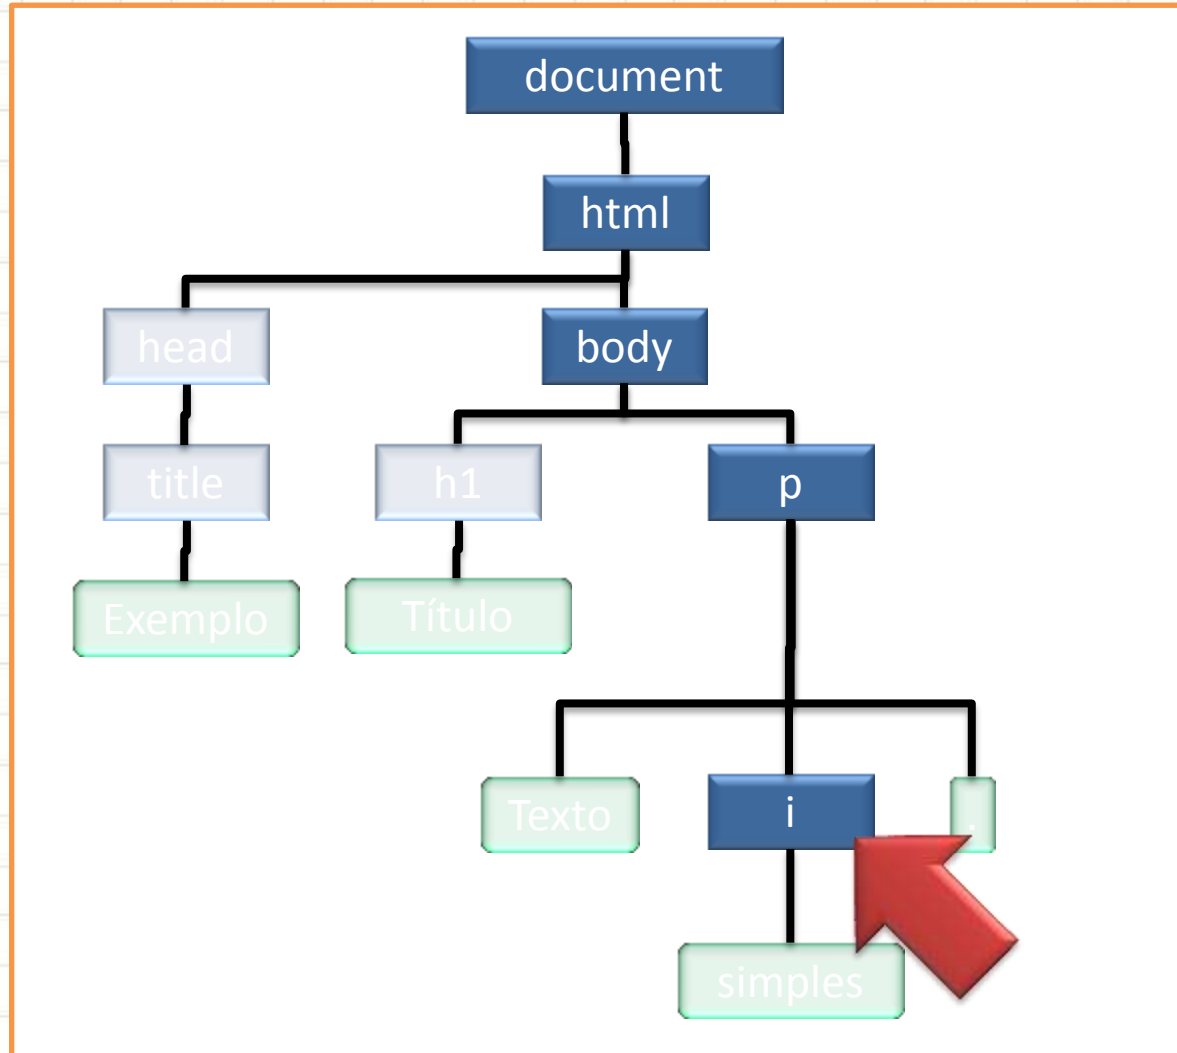 document
html
head
body
title
h1
p
Exemplo
Título
Texto
i
.
simples